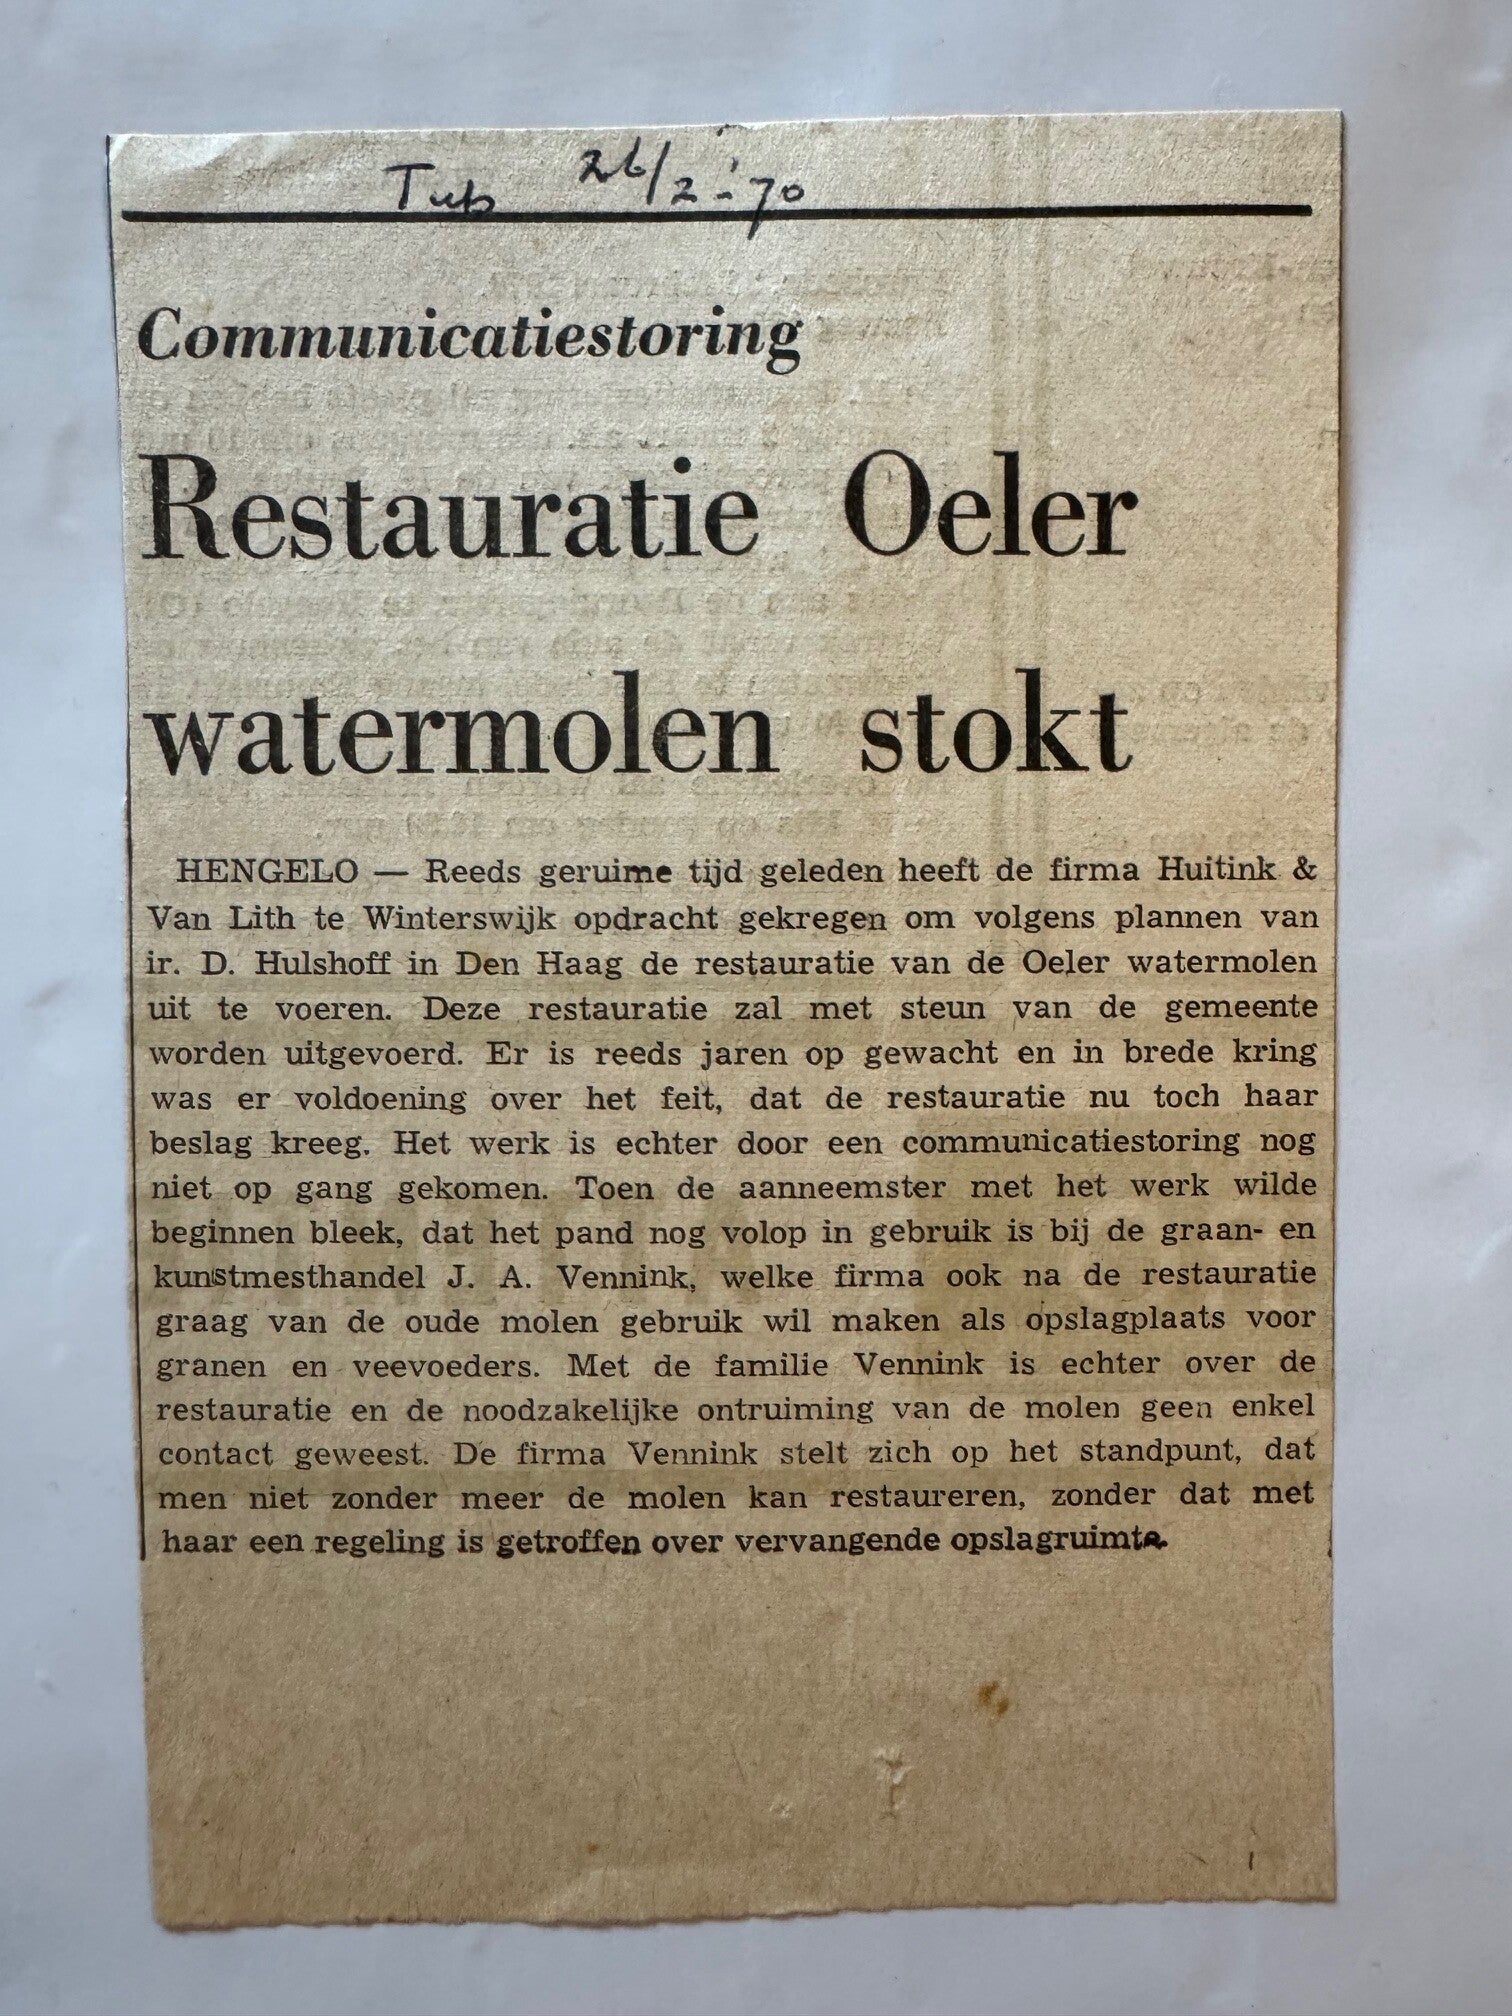 Tub 26/2-'70
Communicatiestoring
Restauratie Oeler
watermolen stokt
HENGELO — Reeds geruime tijd geleden heeft de firma Huitink &
Van Lith te Winterswijk opdracht gekregen om volgens plannen van
ir. D. Hulshoff in Den Haag de restauratie van de Oeler watermolen
uit te voeren. Deze restauratie zal met steun van de gemeente
worden uitgevoerd. Er is reeds jaren op gewacht en in brede kring
was er voldoening over het feit, dat de restauratie nu toch haar
beslag kreeg. Het werk is echter door een communicatiestoring nog
niet op gang gekomen. Toen de aanneemster met het werk wilde
beginnen bleek, dat het pand nog volop in gebruik is bij de graan- en
kunstmesthandel J. A. Vennink, welke firma ook na de restauratie
graag van de oude molen gebruik wil maken als opslagplaats voor
granen en veevoeders. Met de familie Vennink is echter over de
restauratie en de noodzakelijke ontruiming van de molen geen enkel
contact geweest. De firma Vennink stelt zich op het standpunt, dat
men niet zonder meer de molen kan restaureren, zonder dat met
haar een regeling is getroffen over vervangende opslagruimte.